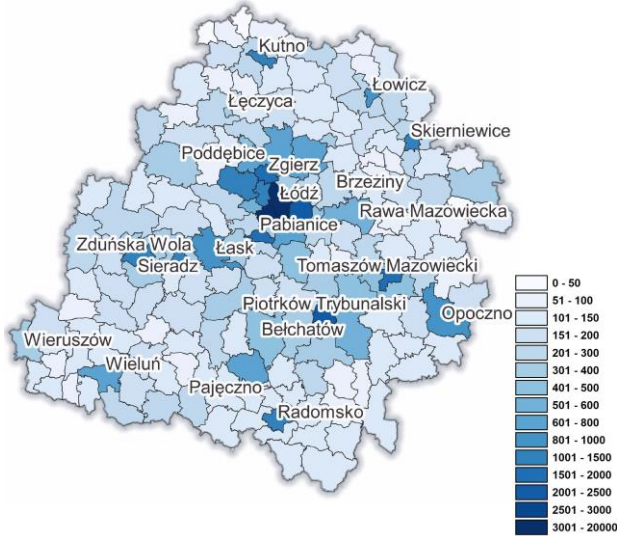 Kutno
Łowicz
Łęczyca
Skierniewice
Poddębice
Zgierz
Łódź
Brzeziny
Rawa Mazowiecka
Pabianice
Zduńska Wola
Łask
Sieradz
Tomaszów Mazowiecki
Piotrków Trybunalski
Opoczno
Bełchatów
Wieruszów
Wieluń
Pajęczno
Radomsko
0 - 50
51 - 100
101 - 150
151 - 200
201 - 300
301 - 400
401 - 500
501 - 600
601 - 800
801 - 1000
1001 - 1500
1501 - 2000
2001 - 2500
2501 - 3000
3001 - 20000